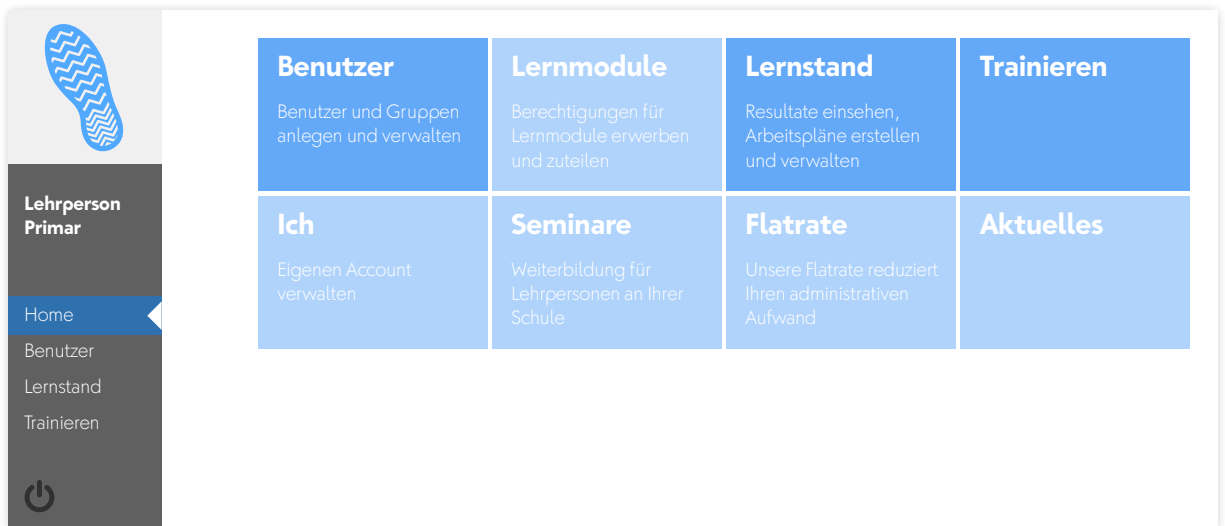 Lehrperson
Primar
Home
Benutzer
Lernstand
Trainieren
Benutzer
Benutzer und Gruppen
anlegen und verwalten
Lernmodule
Berechtigungen für
Lernmodule erwerben
und zuteilen
Lernstand
Resultate einsehen,
Arbeitspläne erstellen
und verwalten
Trainieren
Ich
Eigenen Account
verwalten
Seminare
Weiterbildung für
Lehrpersonen an Ihrer
Schule
Flatrate
Unsere Flatrate reduziert
Ihren administrativen
Aufwand
Aktuelles